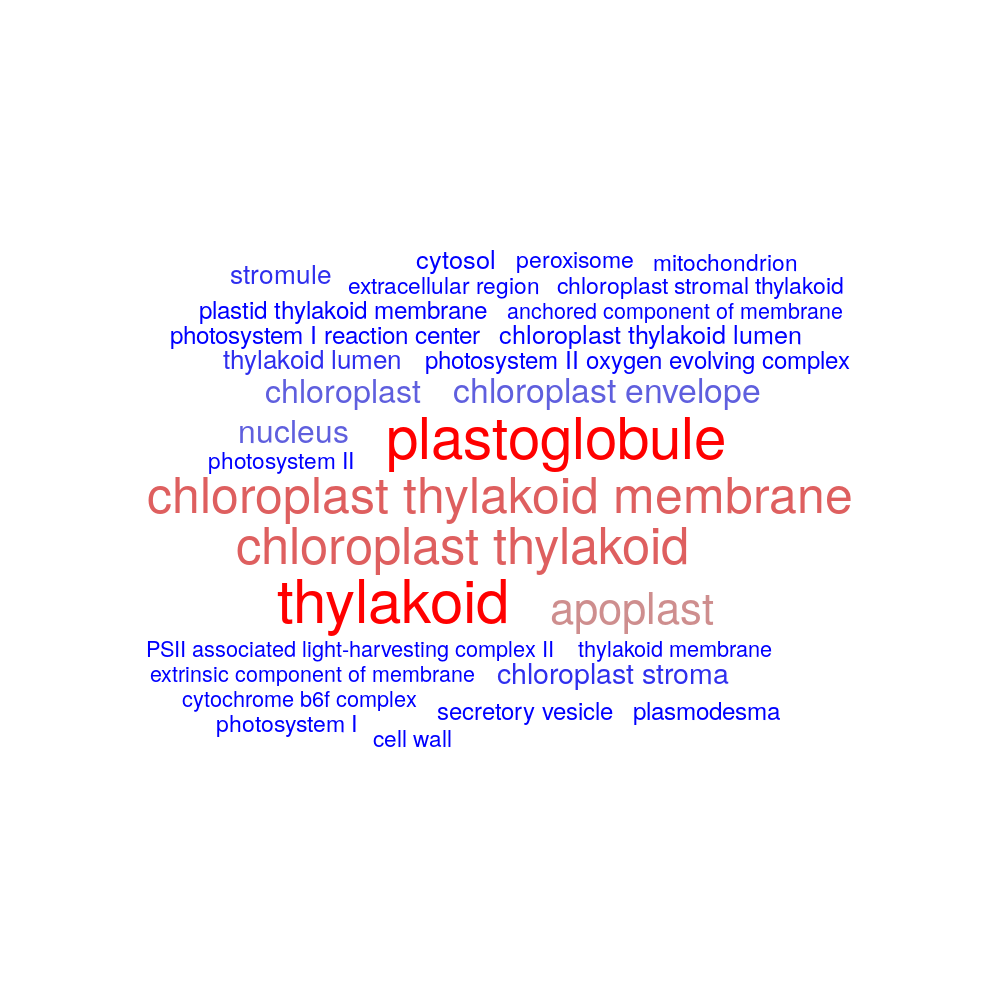 cytosol peroxisome mitochondrion
stromule extracellular region chloroplast stromal thylakoid
plastid thylakoid membrane anchored component of membrane
photosystem I reaction center chloroplast thylakoid lumen
thylakoid lumen photosystem II oxygen evolving complex
chloroplast chloroplast envelope
nucleus plastoglobule
photosystem II
chloroplast thylakoid membrane
chloroplast thylakoid
thylakoid apoplast
PSII associated light-harvesting complex II thylakoid membrane
extrinsic component of membrane chloroplast stroma
cytochrome b6f complex secretory vesicle plasmodesma
photosystem I
cell wall